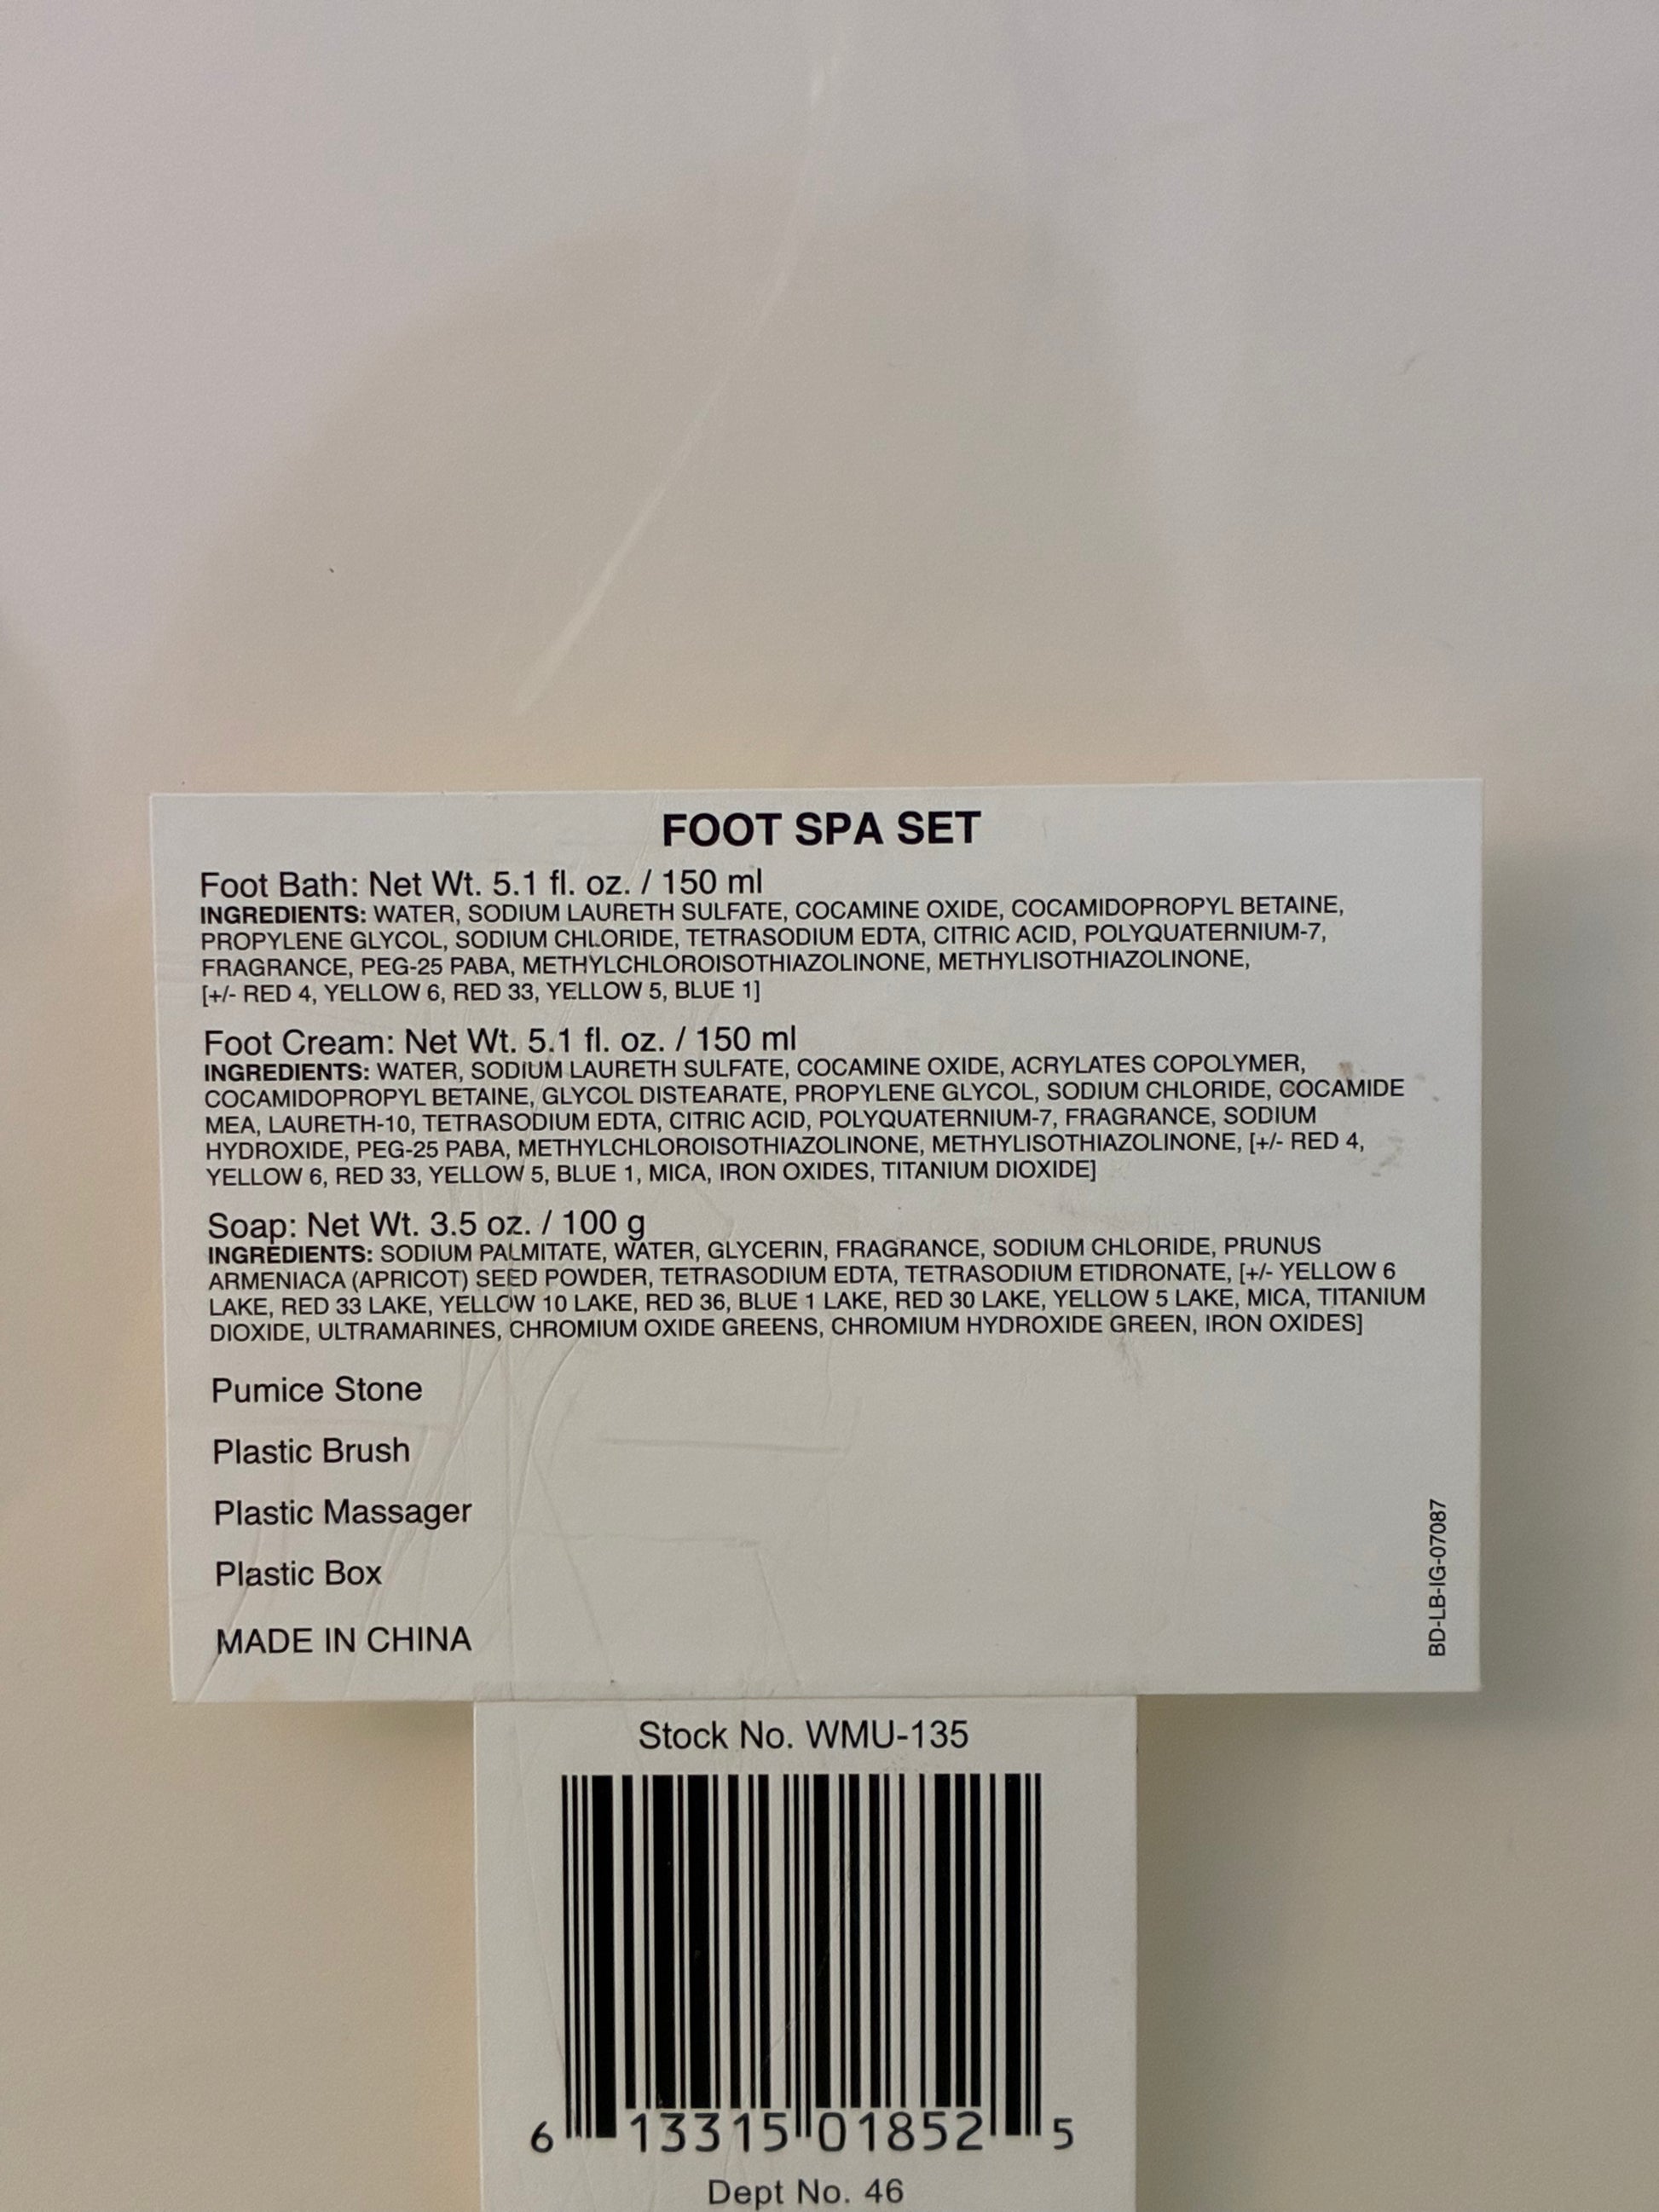 FOOT SPA SET
Foot Bath: Net Wt. 5.1 fl. oz. / 150 ml
INGREDIENTS: WATER, SODIUM LAURETH SULFATE, COCAMINE OXIDE, COCAMIDOPROPYL BETAINE,
PROPYLENE GLYCOL, SODIUM CHLORIDE, TETRASODIUM EDTA, CITRIC ACID, POLYQUATERNIUM-7,
FRAGRANCE, PEG-25 PABA, METHYLCHLOROISOTHIAZOLINONE, METHYLISOTHIAZOLINONE,
[+/- RED 4, YELLOW 6, RED 33, YELLOW 5, BLUE 1]
Foot Cream: Net Wt. 5.1 fl. oz. / 150 ml
INGREDIENTS: WATER, SODIUM LAURETH SULFATE, COCAMINE OXIDE, ACRYLATES COPOLYMER,
COCAMIDOPROPYL BETAINE, GLYCOL DISTEARATE, PROPYLENE GLYCOL, SODIUM CHLORIDE, COCAMIDE
MEA, LAURETH-10, TETRASODIUM EDTA, CITRIC ACID, POLYQUATERNIUM-7, FRAGRANCE, SODIUM
HYDROXIDE, PEG-25 PABA, METHYLCHLOROISOTHIAZOLINONE, METHYLISOTHIAZOLINONE, [+/- RED 4,
YELLOW 6, RED 33, YELLOW 5, BLUE 1, MICA, IRON OXIDES, TITANIUM DIOXIDE]
Soap: Net Wt. 3.5 oz. / 100 g
INGREDIENTS: SODIUM PALMITATE, WATER, GLYCERIN, FRAGRANCE, SODIUM CHLORIDE, PRUNUS
ARMENIACA (APRICOT) SEED POWDER, TETRASODIUM EDTA, TETRASODIUM ETIDRONATE, [+/- YELLOW 6
LAKE, RED 33 LAKE, YELLOW 10 LAKE, RED 36, BLUE 1 LAKE, RED 30 LAKE, YELLOW 5 LAKE, MICA, TITANIUM
DIOXIDE, ULTRAMARINES, CHROMIUM OXIDE GREENS, CHROMIUM HYDROXIDE GREEN, IRON OXIDES]
Pumice Stone
Plastic Brush
Plastic Massager
Plastic Box
MADE IN CHINA
BD-LB-IG-07087
Stock No. WMU-135
6 13315 01852 5
Dept No. 46